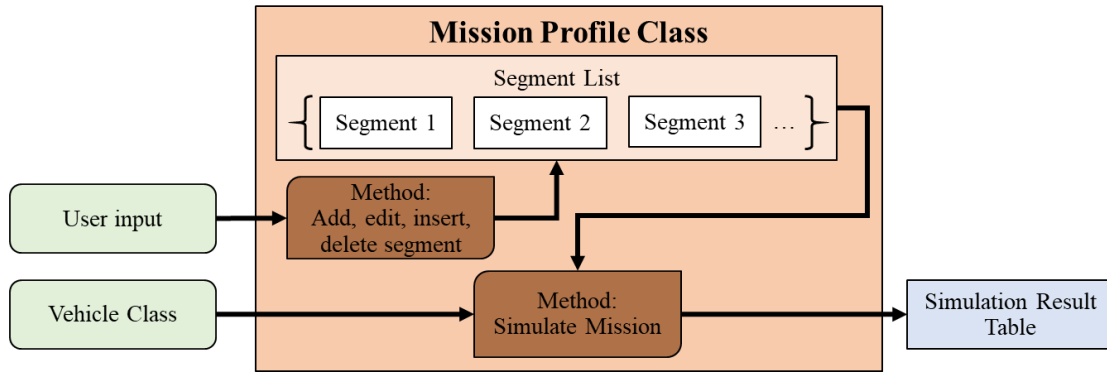 Mission Profile Class
Segment List
{ Segment 1 Segment 2 Segment 3 … }
User input
Method:
Add, edit, insert,
delete segment
Vehicle Class
Method:
Simulate Mission
Simulation Result
Table